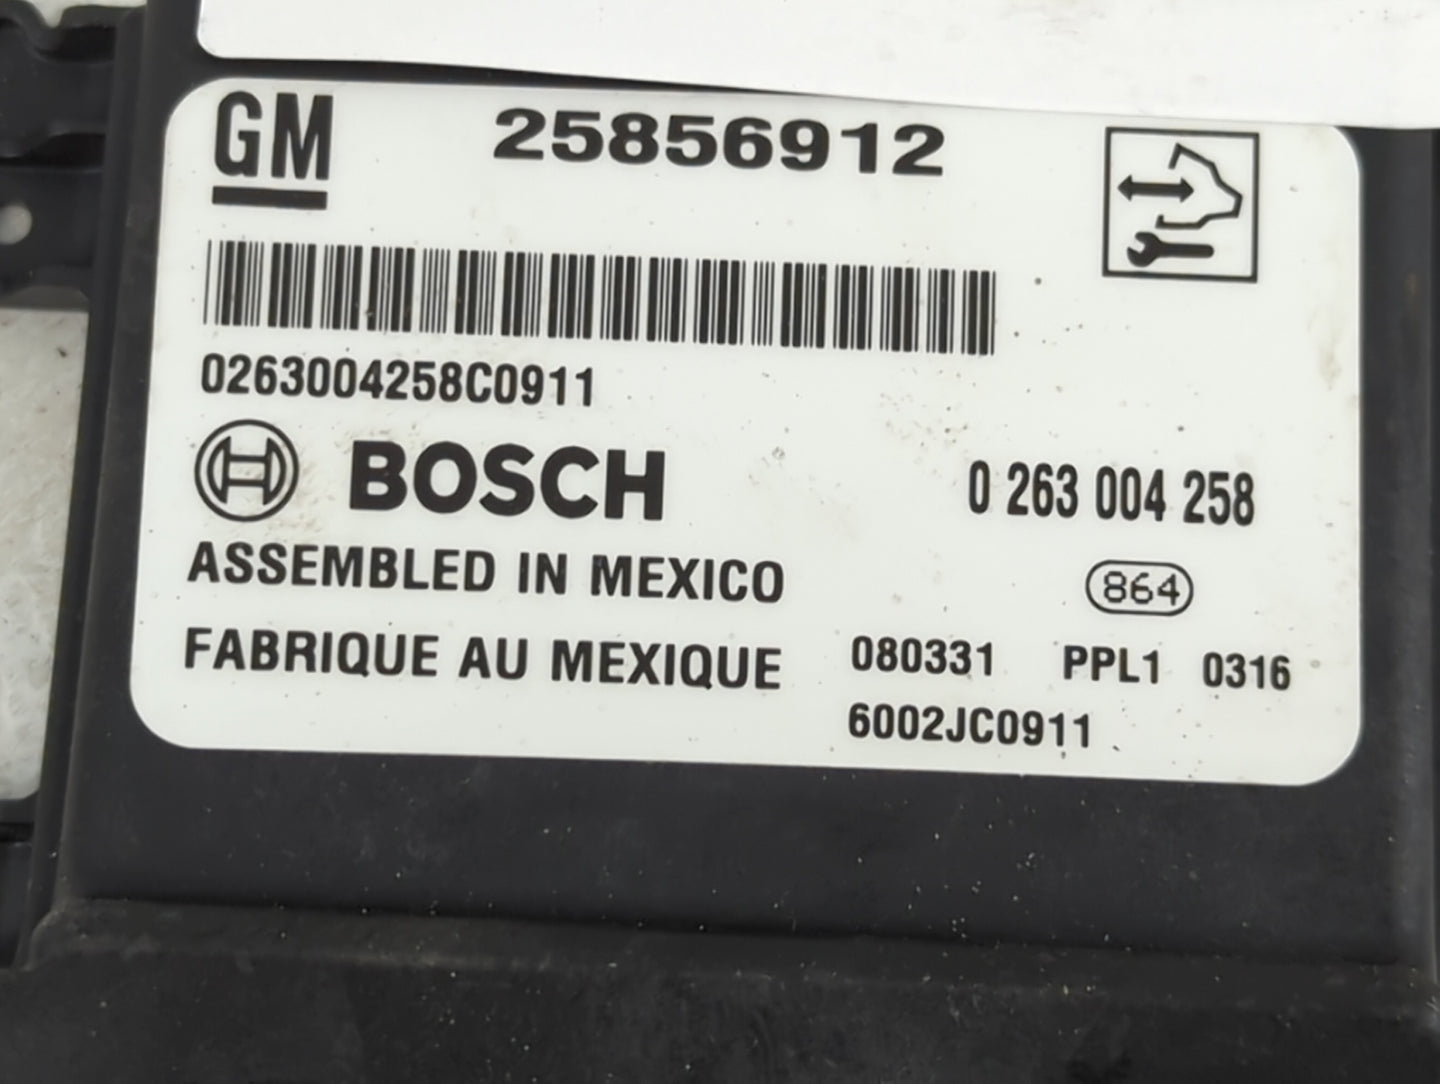 GM 25856912
0263004258C0911
BOSCH 0 263 004 258
ASSEMBLED IN MEXICO 864
FABRIQUE AU MEXIQUE 080331 PPL1 0316
6002JC0911